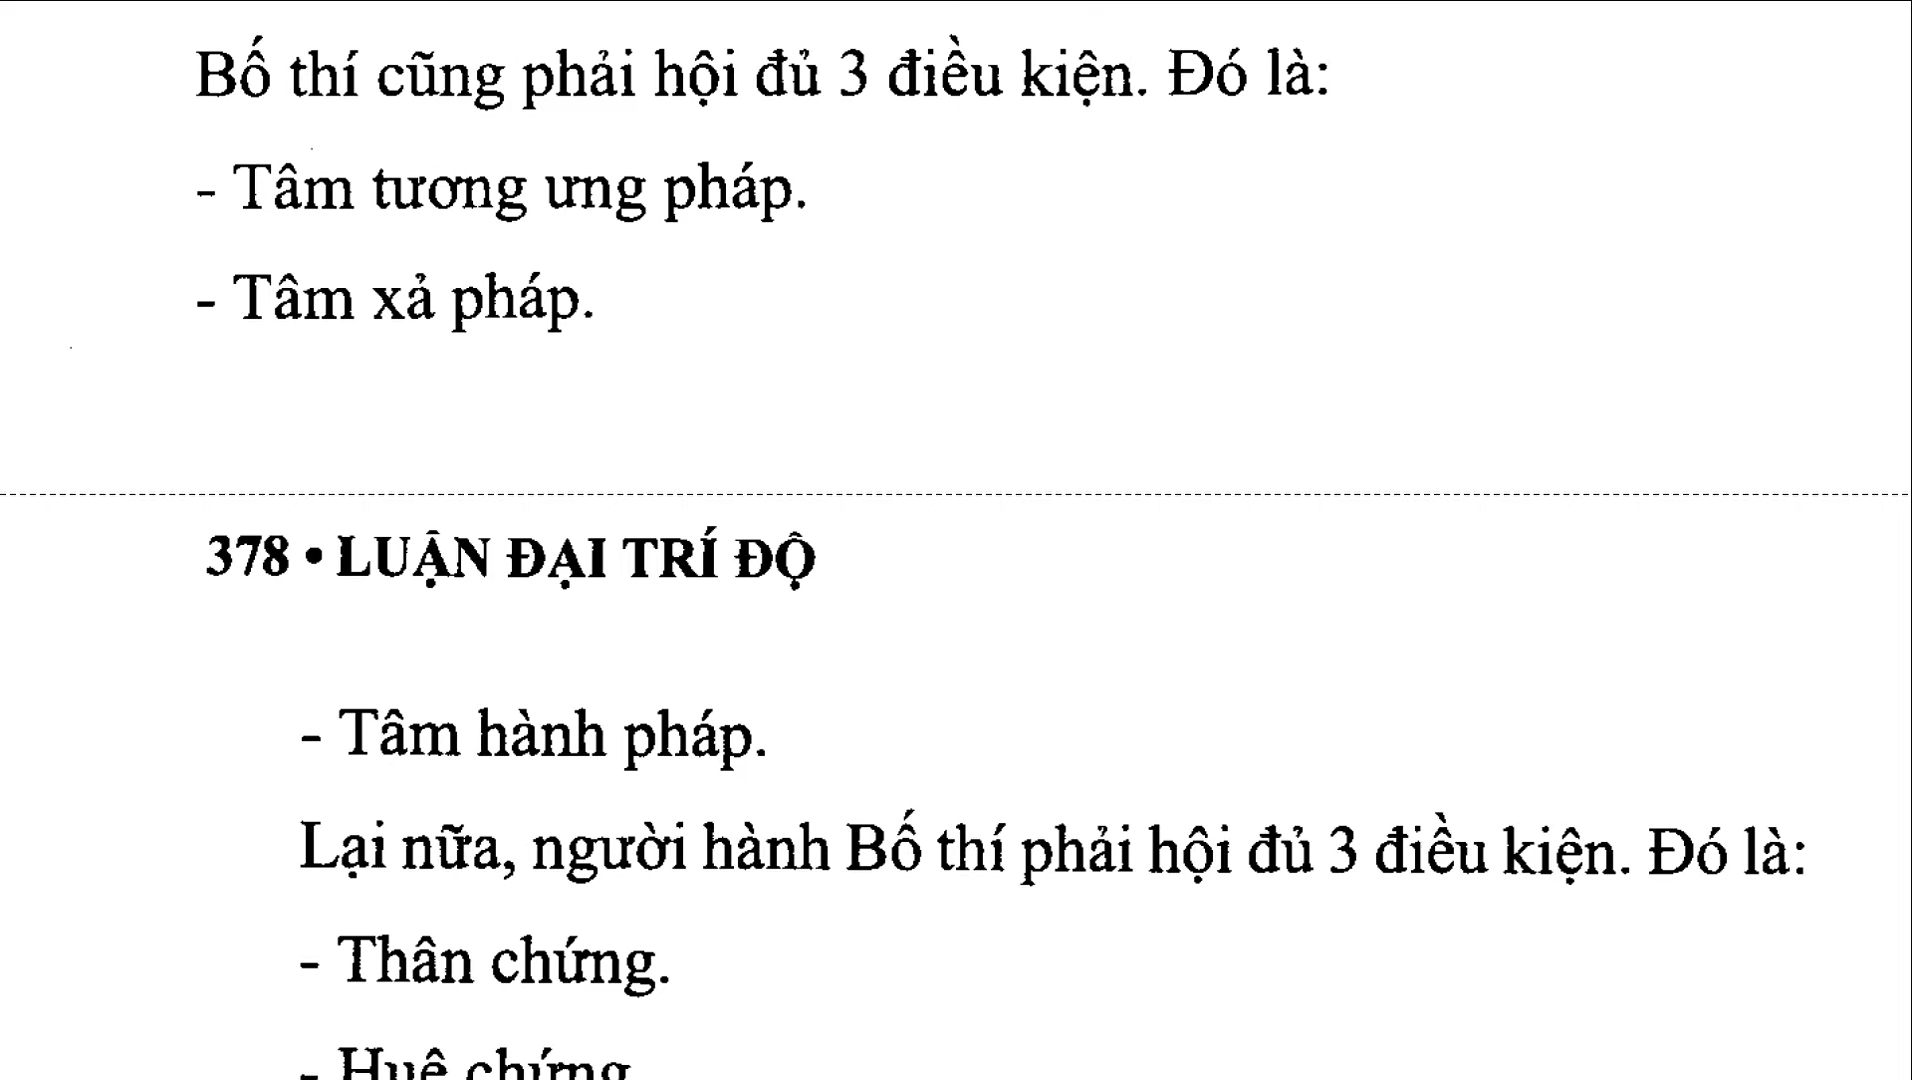 Bố thí cũng phải hội đủ 3 điều kiện. Đó là:
- Tâm tương ưng pháp.
- Tâm xả pháp.
378 • LUẬN ĐẠI TRÍ ĐỘ
- Tâm hành pháp.
Lại nữa, người hành Bố thí phải hội đủ 3 điều kiện. Đó là:
- Thân chứng.
- Huệ chứng